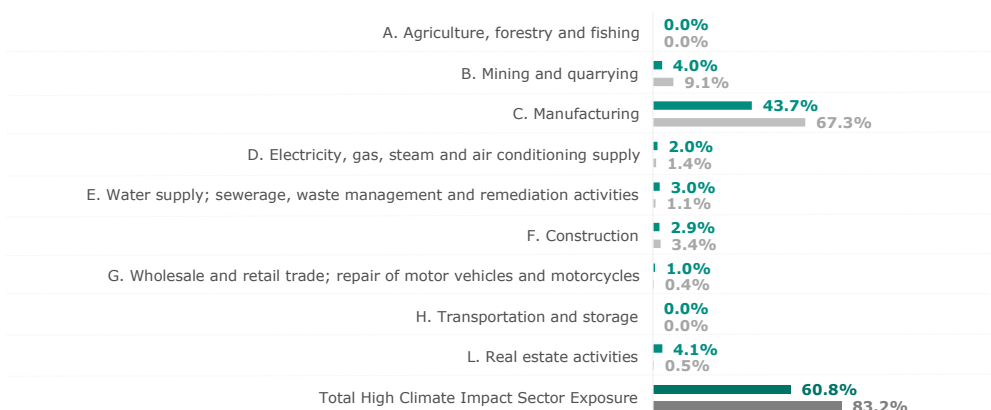 A. Agriculture, forestry and fishing
0.0%
0.0%
B. Mining and quarrying
4.0%
9.1%
C. Manufacturing
43.7%
67.3%
D. Electricity, gas, steam and air conditioning supply
2.0%
1.4%
E. Water supply; sewerage, waste management and remediation activities
3.0%
1.1%
F. Construction
2.9%
3.4%
G. Wholesale and retail trade; repair of motor vehicles and motorcycles
1.0%
0.4%
H. Transportation and storage
0.0%
0.0%
L. Real estate activities
4.1%
0.5%
Total High Climate Impact Sector Exposure
60.8%
83.2%